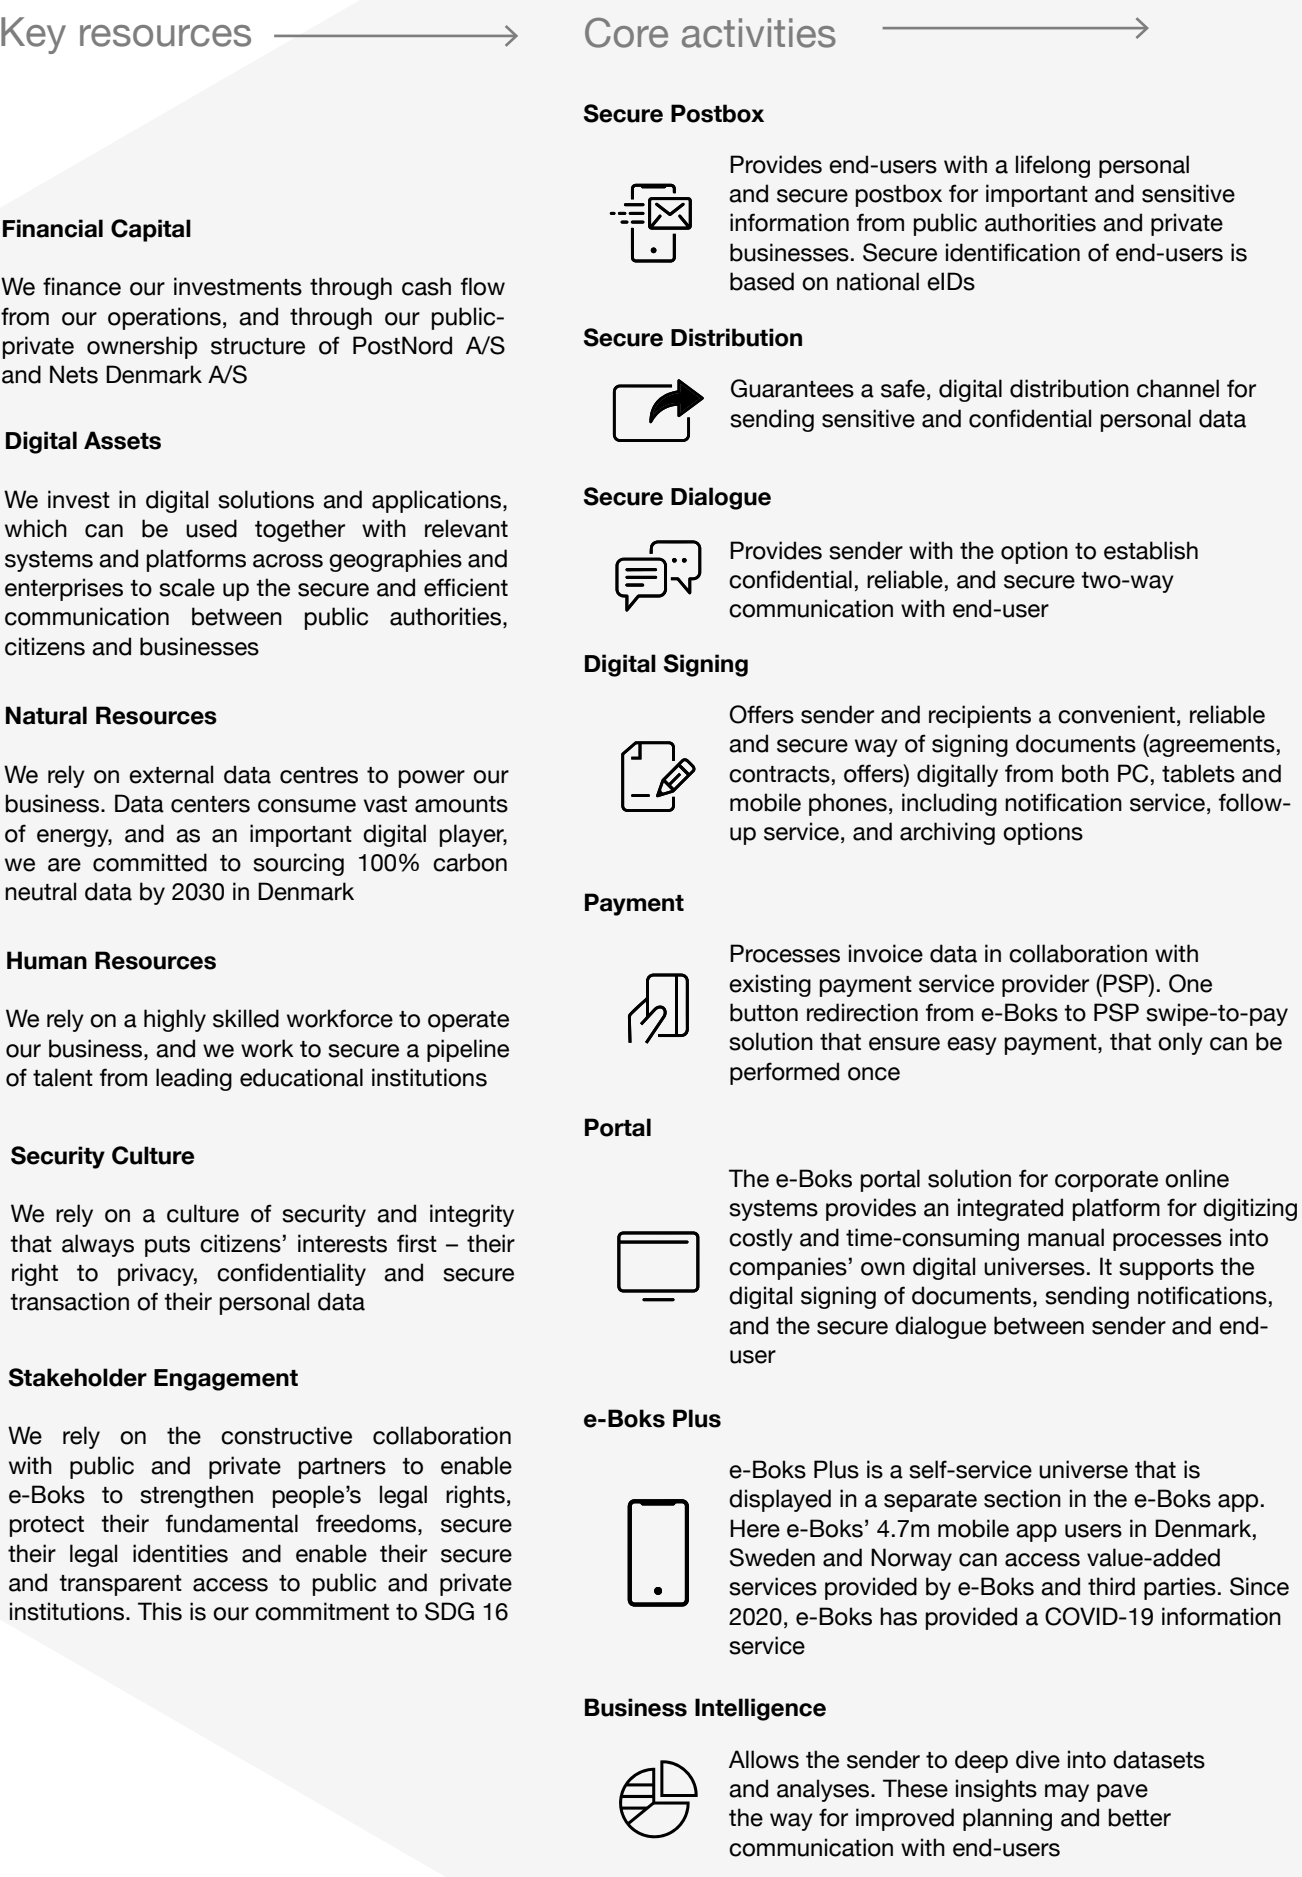 Key resources
Financial Capital
We finance our investments through cash flow
from our operations, and through our public-
private ownership structure of PostNord A/S
and Nets Denmark A/S
Digital Assets
We invest in digital solutions and applications,
which can be used together with relevant
systems and platforms across geographies and
enterprises to scale up the secure and efficient
communication between public authorities,
citizens and businesses
Natural Resources
We rely on external data centres to power our
business. Data centers consume vast amounts
of energy, and as an important digital player,
we are committed to sourcing 100% carbon
neutral data by 2030 in Denmark
Human Resources
We rely on a highly skilled workforce to operate
our business, and we work to secure a pipeline
of talent from leading educational institutions
Security Culture
We rely on a culture of security and integrity
that always puts citizens’ interests first – their
right to privacy, confidentiality and secure
transaction of their personal data
Stakeholder Engagement
We rely on the constructive collaboration
with public and private partners to enable
e-Boks to strengthen people’s legal rights,
protect their fundamental freedoms, secure
their legal identities and enable their secure
and transparent access to public and private
institutions. This is our commitment to SDG 16
Core activities
Secure Postbox
Provides end-users with a lifelong personal
and secure postbox for important and sensitive
information from public authorities and private
businesses. Secure identification of end-users is
based on national eIDs
Secure Distribution
Guarantees a safe, digital distribution channel for
sending sensitive and confidential personal data
Secure Dialogue
Provides sender with the option to establish
confidential, reliable, and secure two-way
communication with end-user
Digital Signing
Offers sender and recipients a convenient, reliable
and secure way of signing documents (agreements,
contracts, offers) digitally from both PC, tablets and
mobile phones, including notification service, follow-
up service, and archiving options
Payment
Processes invoice data in collaboration with
existing payment service provider (PSP). One
button redirection from e-Boks to PSP swipe-to-pay
solution that ensure easy payment, that only can be
performed once
Portal
The e-Boks portal solution for corporate online
systems provides an integrated platform for digitizing
costly and time-consuming manual processes into
companies’ own digital universes. It supports the
digital signing of documents, sending notifications,
and the secure dialogue between sender and end-
user
e-Boks Plus
e-Boks Plus is a self-service universe that is
displayed in a separate section in the e-Boks app.
Here e-Boks’ 4.7m mobile app users in Denmark,
Sweden and Norway can access value-added
services provided by e-Boks and third parties. Since
2020, e-Boks has provided a COVID-19 information
service
Business Intelligence
Allows the sender to deep dive into datasets
and analyses. These insights may pave
the way for improved planning and better
communication with end-users